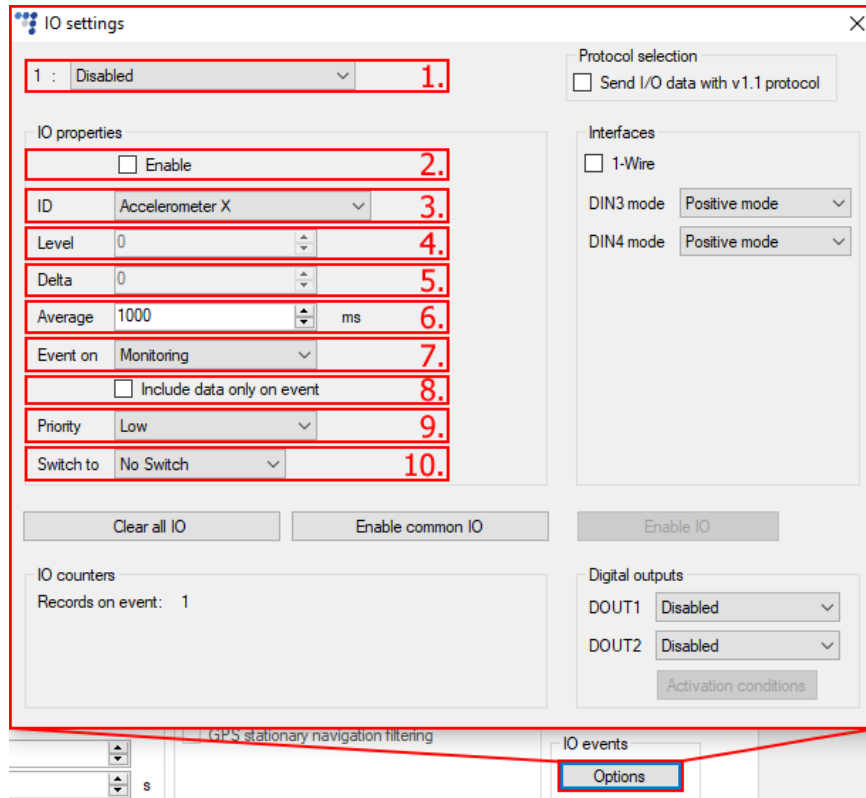 IO settings
1 : Disabled 1.
Protocol selection
Send I/O data with v1.1 protocol
IO properties
Enable 2.
ID Accelerometer X 3.
Level 0 4.
Delta 0 5.
Average 1000 ms 6.
Event on Monitoring 7.
Include data only on event 8.
Priority Low 9.
Switch to No Switch 10.
Interfaces
1-Wire
DIN3 mode Positive mode
DIN4 mode Positive mode
Clear all IO Enable common IO Enable IO
IO counters
Records on event: 1
Digital outputs
DOUT1 Disabled
DOUT2 Disabled
Activation conditions
GPS stationary navigation filtering
s
IO events
Options